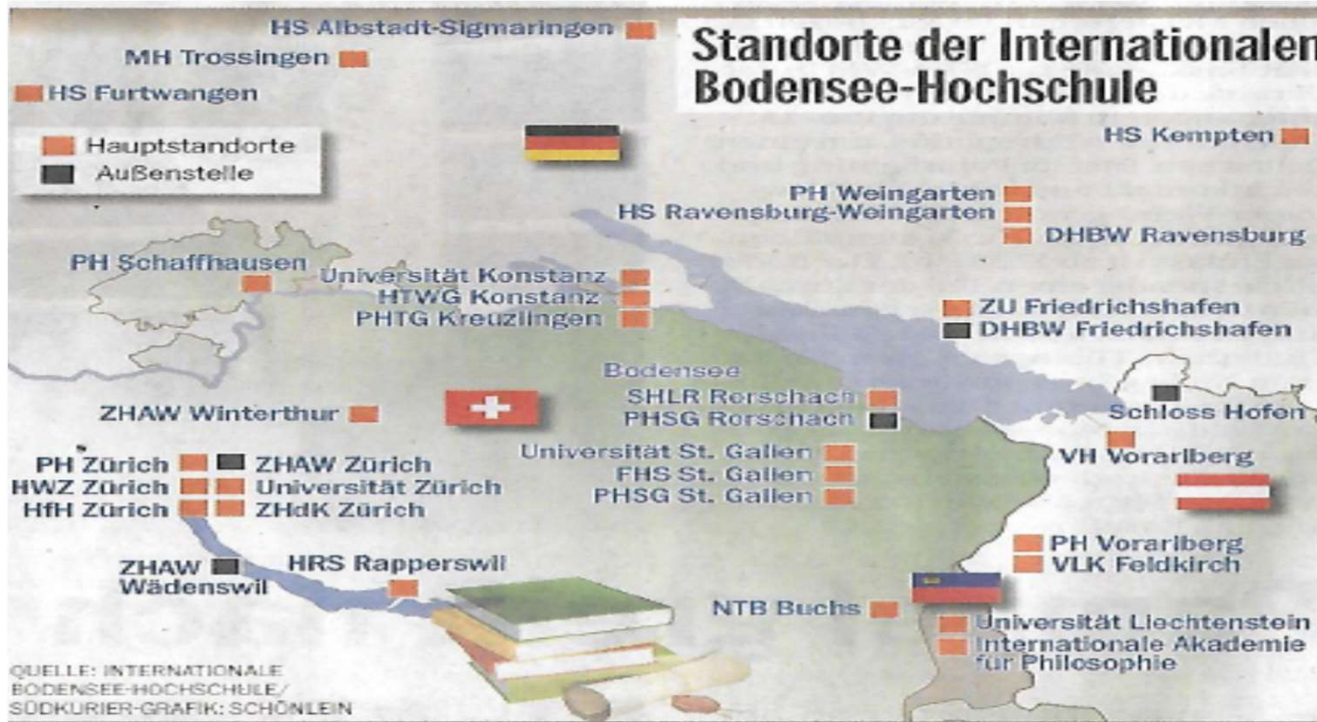 HS Albstadt-Sigmaringen
MH Trossingen
HS Furtwangen
Standorte der Internationalen
Bodensee-Hochschule
Hauptstandorte
Außenstelle
HS Kempten
PH Weingarten
HS Ravensburg-Weingarten
DHBW Ravensburg
PH Schaffhausen
Universität Konstanz
HTWG Konstanz
PHTG Kreuzlingen
ZU Friedrichshafen
DHBW Friedrichshafen
Bodensee
SHLR Rorschach
PHSG Rorschach
Schloss Hofen
ZHAW Winterthur
VH Vorarlberg
Universität St. Gallen
FHS St. Gallen
PHSG St. Gallen
PH Zürich
ZHAW Zürich
HWZ Zürich
Universität Zürich
HfH Zürich
ZHdK Zürich
PH Vorarlberg
VLK Feldkirch
ZHAW
Wädenswil
HRS Rapperswil
NTB Buchs
Universität Liechtenstein
Internationale Akademie
für Philosophie
QUELLE: INTERNATIONALE
BODENSEE-HOCHSCHULE/
SÜDKURIER-GRAFIK: SCHÖNLEIN